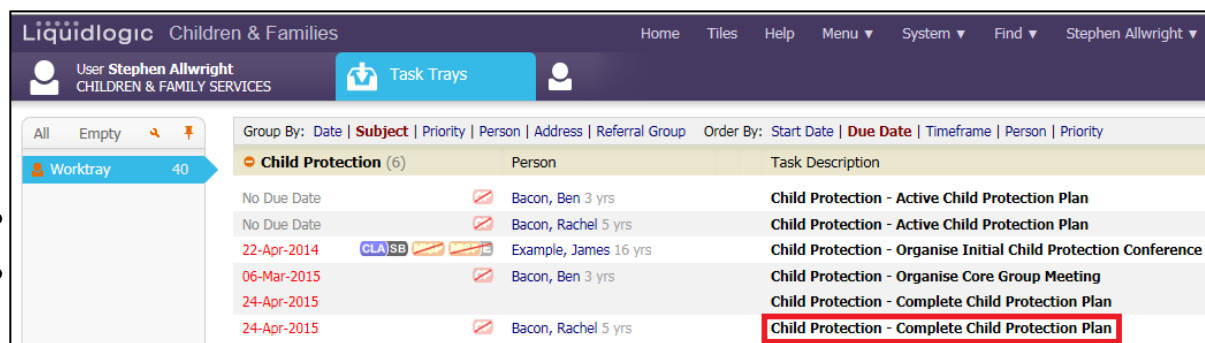 Liquidlogic Children & Families Home Tiles Help Menu ▼ System ▼ Find ▼ Stephen Allwright ▼
User Stephen Allwright
CHILDREN & FAMILY SERVICES
Task Trays
All Empty
Worktray 40
Group By: Date | Subject | Priority | Person | Address | Referral Group Order By: Start Date | Due Date | Timeframe | Person | Priority
Child Protection (6) Person Task Description
No Due Date Bacon, Ben 3 yrs Child Protection - Active Child Protection Plan
No Due Date Bacon, Rachel 5 yrs Child Protection - Active Child Protection Plan
22-Apr-2014 CLA SB Example, James 16 yrs Child Protection - Organise Initial Child Protection Conference
06-Mar-2015 Bacon, Ben 3 yrs Child Protection - Organise Core Group Meeting
24-Apr-2015 Child Protection - Complete Child Protection Plan
24-Apr-2015 Bacon, Rachel 5 yrs Child Protection - Complete Child Protection Plan